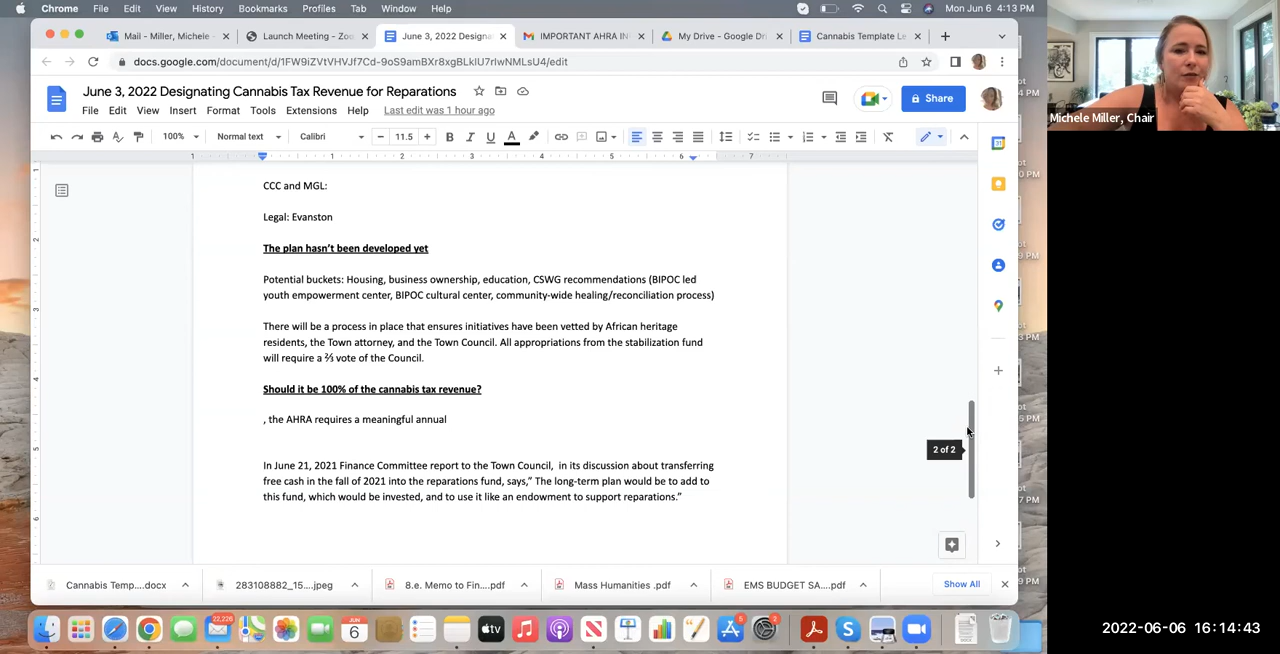 Chrome File Edit View History Bookmarks Profiles Tab Window Help Mon Jun 6 4:13 PM
Mail - Miller, Michele - Launch Meeting - Zoo June 3, 2022 Designa IMPORTANT AHRA IN My Drive - Google Dri Cannabis Template Le
docs.google.com/document/d/1FW9iZVtVHVJf7Cd-9oS9amBXr8xgBLkIU7rIwNMLsU4/edit
June 3, 2022 Designating Cannabis Tax Revenue for Reparations
Share
File Edit View Insert Format Tools Extensions Help Last edit was 1 hour ago
100% Normal text Calibri 11.5 B I U A
CCC and MGL:
Legal: Evanston
The plan hasn't been developed yet
Potential buckets: Housing, business ownership, education, CSWG recommendations (BIPOC led
youth empowerment center, BIPOC cultural center, community-wide healing/reconciliation process)
There will be a process in place that ensures initiatives have been vetted by African heritage
residents, the Town attorney, and the Town Council. All appropriations from the stabilization fund
will require a ⅔ vote of the Council.
Should it be 100% of the cannabis tax revenue?
, the AHRA requires a meaningful annual
2 of 2
In June 21, 2021 Finance Committee report to the Town Council, in its discussion about transferring
free cash in the fall of 2021 into the reparations fund, says," The long-term plan would be to add to
this fund, which would be invested, and to use it like an endowment to support reparations."
Cannabis Temp....docx 283108882_15....jpeg 8.e. Memo to Fin....pdf Mass Humanities .pdf EMS BUDGET SA....pdf Show All
22,226 JUN 6 tv 5 2
Michele Miller, Chair
2022-06-06 16:14:43